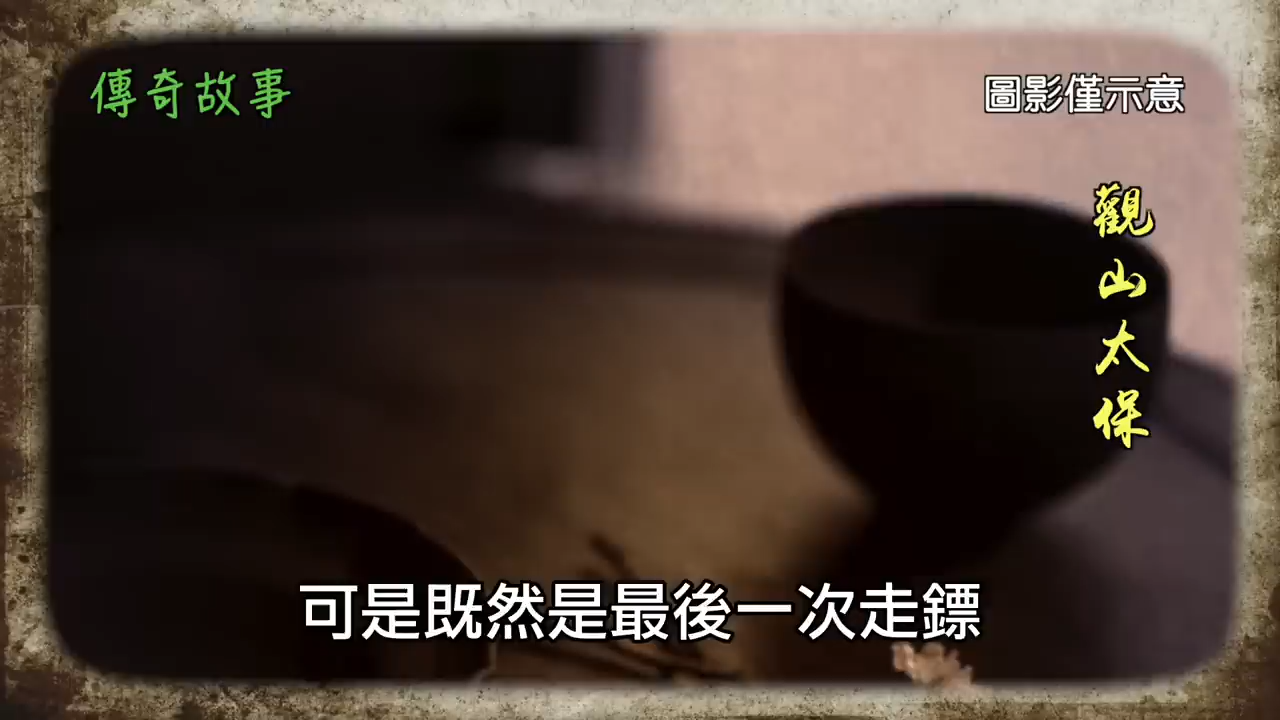 傳奇故事
圖影僅示意
觀山太保
可是既然是最後一次走鏢